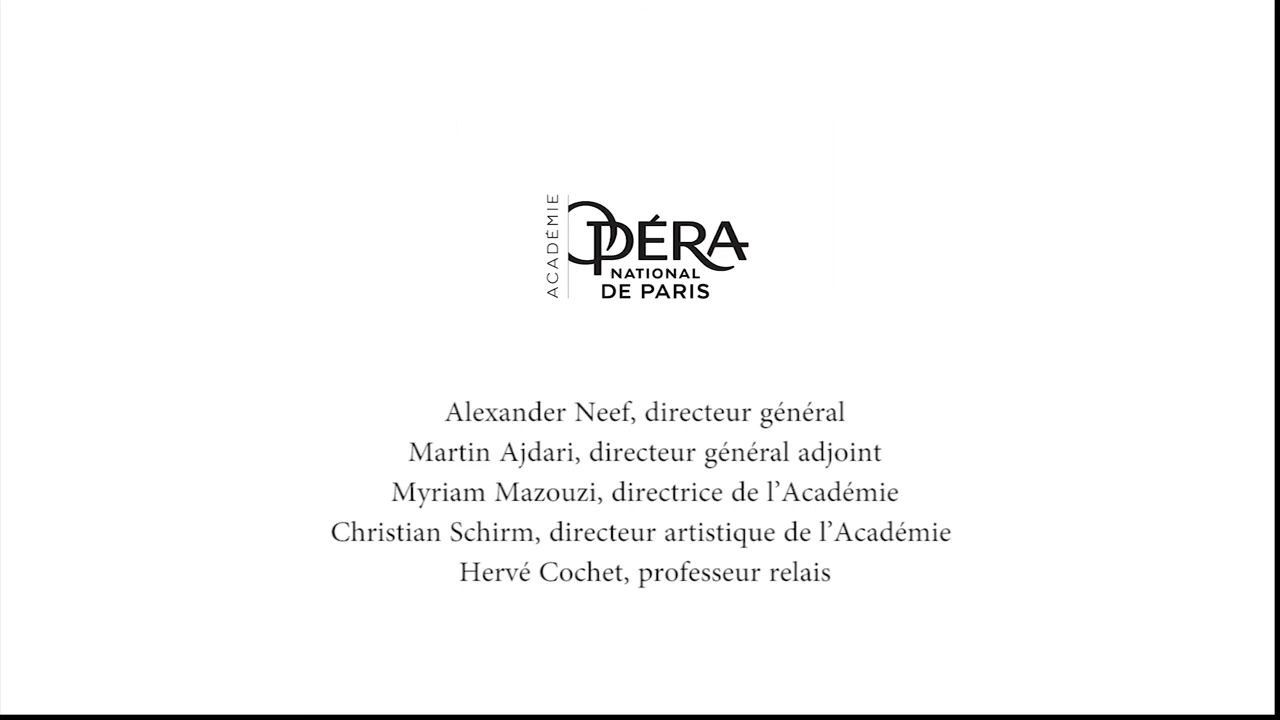 ACADÉMIE
OPÉRA
NATIONAL
DE PARIS
Alexander Neef, directeur général
Martin Ajdari, directeur général adjoint
Myriam Mazouzi, directrice de l’Académie
Christian Schirm, directeur artistique de l’Académie
Hervé Cochet, professeur relais